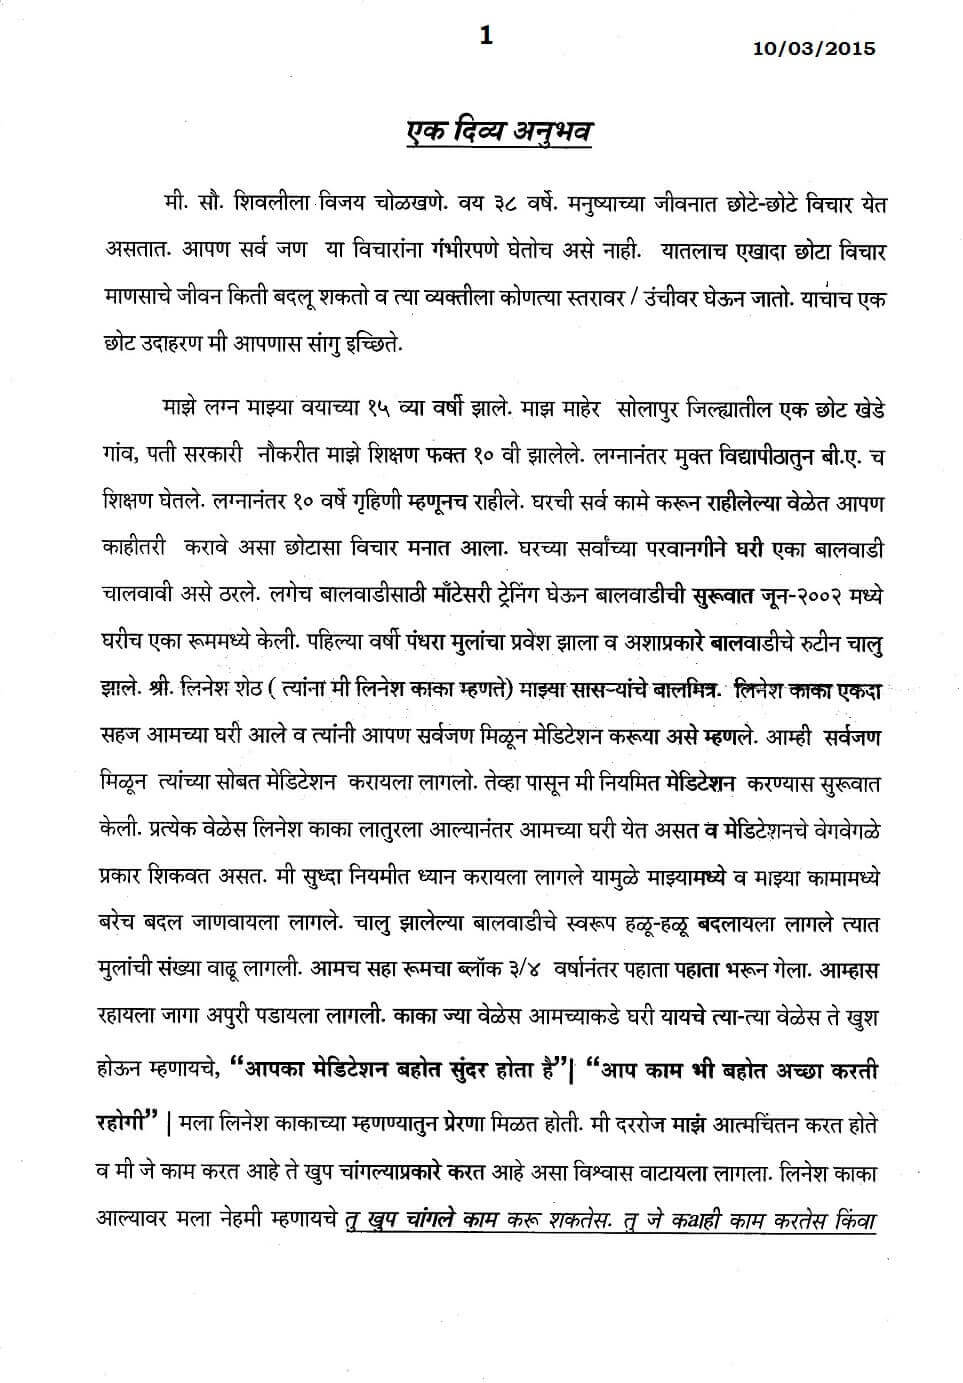 1
10/03/2015
एक दिव्य अनुभव
मी. सौ. शिवलीला विजय चोळखणे. वय ३८ वर्षे. मनुष्याच्या जीवनात छोटे-छोटे विचार येत
असतात. आपण सर्व जण या विचारांना गंभीरपणे घेतोच असे नाही. यातलाच एखादा छोटा विचार
माणसाचे जीवन किती बदलू शकतो व त्या व्यक्तीला कोणत्या स्तरावर / उंचीवर घेऊन जातो. याचाच एक
छोट उदाहरण मी आपणास सांगु इच्छिते.
माझे लग्न माझ्या वयाच्या १५ व्या वर्षी झाले. माझ माहेर सोलापुर जिल्ह्यातील एक छोट खेडे
गांव, पती सरकारी नौकरीत माझे शिक्षण फक्त १० वी झालेले. लग्नानंतर मुक्त विद्यापीठातुन बी.ए. च
शिक्षण घेतले. लग्नानंतर १० वर्षे गृहिणी म्हणूनच राहीले. घरची सर्व कामे करून राहीलेल्या वेळेत आपण
काहीतरी करावे असा छोटासा विचार मनात आला. घरच्या सर्वांच्या परवानगीने घरी एका बालवाडी
चालवावी असे ठरले. लगेच बालवाडीसाठी माँटेसरी ट्रेनिंग घेऊन बालवाडीची सुरूवात जून-२००२ मध्ये
घरीच एका रूममध्ये केली. पहिल्या वर्षी पंधरा मुलांचा प्रवेश झाला व अशाप्रकारे बालवाडीचे रुटीन चालु
झाले. श्री. लिनेश शेठ ( त्यांना मी लिनेश काका म्हणते) माझ्या सासऱ्यांचे बालमित्र. लिनेश काका एकदा
सहज आमच्या घरी आले व त्यांनी आपण सर्वजण मिळून मेडिटेशन करूया असे म्हणले. आम्ही सर्वजण
मिळून त्यांच्या सोबत मेडिटेशन करायला लागलो. तेव्हा पासून मी नियमित मेडिटेशन करण्यास सुरूवात
केली. प्रत्येक वेळेस लिनेश काका लातुरला आल्यानंतर आमच्या घरी येत असत व मेडिटेशनचे वेगवेगळे
प्रकार शिकवत असत. मी सुध्दा नियमीत ध्यान करायला लागले यामुळे माझ्यामध्ये व माझ्या कामामध्ये
बरेच बदल जाणवायला लागले. चालु झालेल्या बालवाडीचे स्वरूप हळू-हळू बदलायला लागले त्यात
मुलांची संख्या वाढू लागली. आमच सहा रूमचा ब्लॉक ३/४ वर्षानंतर पहाता पहाता भरून गेला. आम्हास
रहायला जागा अपुरी पडायला लागली. काका ज्या वेळेस आमच्याकडे घरी यायचे त्या-त्या वेळेस ते खुश
होऊन म्हणायचे, “आपका मेडिटेशन बहोत सुंदर होता है”| “आप काम भी बहोत अच्छा करती
रहोगी” | मला लिनेश काकाच्या म्हणण्यातुन प्रेरणा मिळत होती. मी दररोज माझं आत्मचिंतन करत होते
व मी जे काम करत आहे ते खुप चांगल्याप्रकारे करत आहे असा विश्वास वाटायला लागला. लिनेश काका
आल्यावर मला नेहमी म्हणायचे तु खुप चांगले काम करू शकतेस. तु जे कaाही काम करतेस किंवा